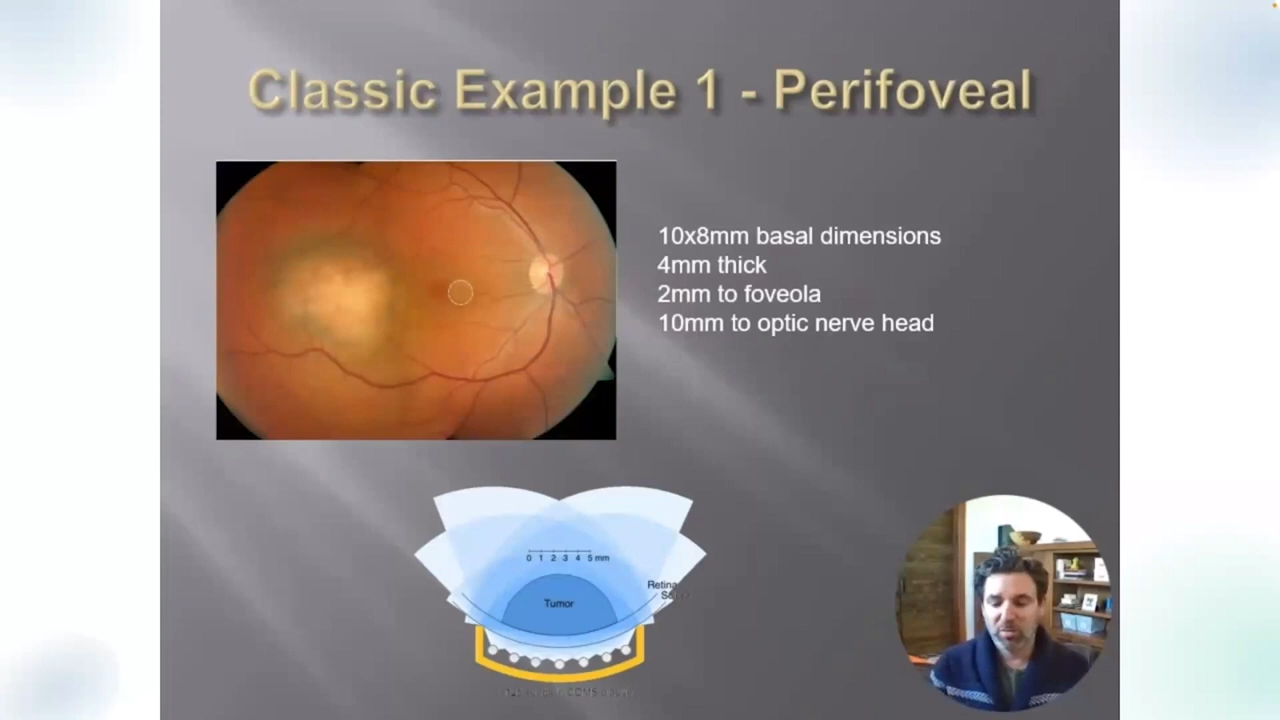 Classic Example 1 - Perifoveal
10x8mm basal dimensions
4mm thick
2mm to foveola
10mm to optic nerve head
0 1 2 3 4 5 mm
Retina
Tumor
COMS